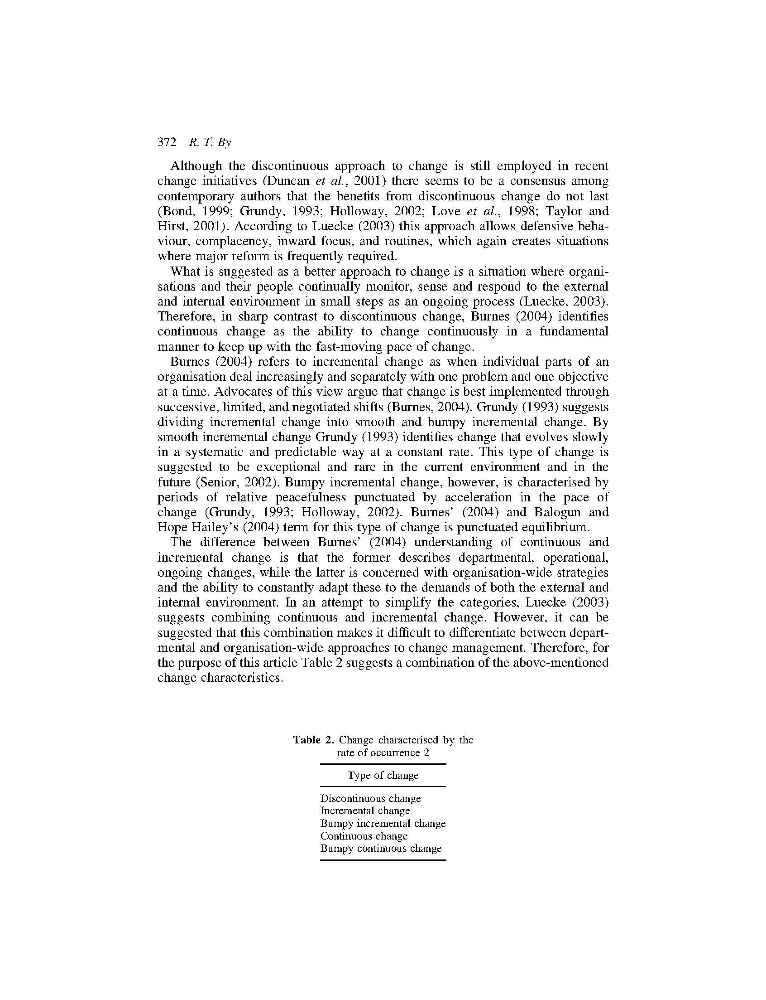 372 R. T. By
Although the discontinuous approach to change is still employed in recent
change initiatives (Duncan et al., 2001) there seems to be a consensus among
contemporary authors that the benefits from discontinuous change do not last
(Bond, 1999; Grundy, 1993; Holloway, 2002; Love et al., 1998; Taylor and
Hirst, 2001). According to Luecke (2003) this approach allows defensive beha-
viour, complacency, inward focus, and routines, which again creates situations
where major reform is frequently required.
What is suggested as a better approach to change is a situation where organi-
sations and their people continually monitor, sense and respond to the external
and internal environment in small steps as an ongoing process (Luecke, 2003).
Therefore, in sharp contrast to discontinuous change, Burnes (2004) identifies
continuous change as the ability to change continuously in a fundamental
manner to keep up with the fast-moving pace of change.
Burnes (2004) refers to incremental change as when individual parts of an
organisation deal increasingly and separately with one problem and one objective
at a time. Advocates of this view argue that change is best implemented through
successive, limited, and negotiated shifts (Burnes, 2004). Grundy (1993) suggests
dividing incremental change into smooth and bumpy incremental change. By
smooth incremental change Grundy (1993) identifies change that evolves slowly
in a systematic and predictable way at a constant rate. This type of change is
suggested to be exceptional and rare in the current environment and in the
future (Senior, 2002). Bumpy incremental change, however, is characterised by
periods of relative peacefulness punctuated by acceleration in the pace of
change (Grundy, 1993; Holloway, 2002). Burnes’ (2004) and Balogun and
Hope Hailey’s (2004) term for this type of change is punctuated equilibrium.
The difference between Burnes’ (2004) understanding of continuous and
incremental change is that the former describes departmental, operational,
ongoing changes, while the latter is concerned with organisation-wide strategies
and the ability to constantly adapt these to the demands of both the external and
internal environment. In an attempt to simplify the categories, Luecke (2003)
suggests combining continuous and incremental change. However, it can be
suggested that this combination makes it difficult to differentiate between depart-
mental and organisation-wide approaches to change management. Therefore, for
the purpose of this article Table 2 suggests a combination of the above-mentioned
change characteristics.
Table 2. Change characterised by the
rate of occurrence 2
Type of change
Discontinuous change
Incremental change
Bumpy incremental change
Continuous change
Bumpy continuous change